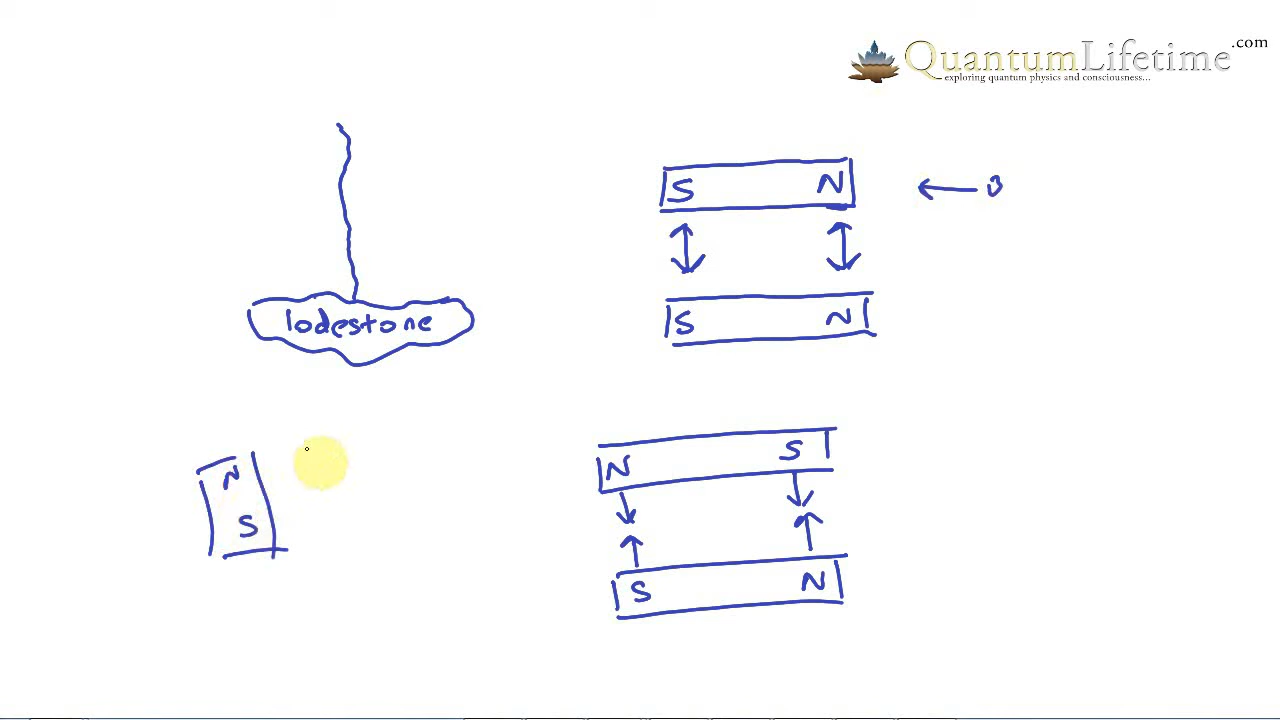 QuantumLifetime.com
exploring quantum physics and consciousness...
S N
lodestone
S N
N S
N
S
S N